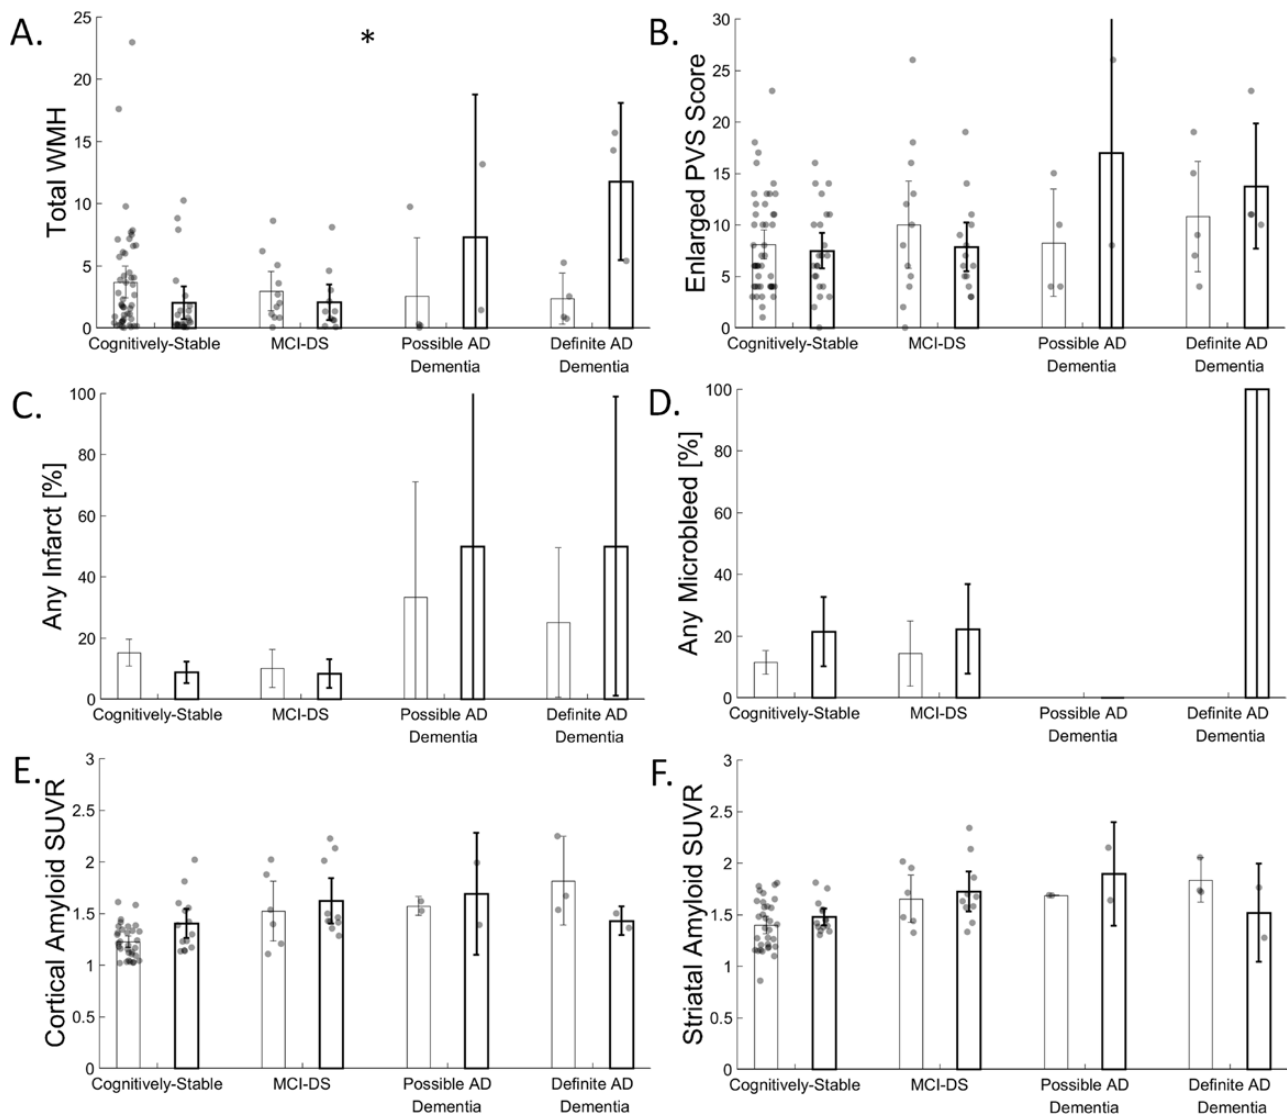 A.
*
Total WMH
25
20
15
10
5
0
Cognitively-Stable MCI-DS Possible AD Dementia Definite AD Dementia
B.
Enlarged PVS Score
30
25
20
15
10
5
0
Cognitively-Stable MCI-DS Possible AD Dementia Definite AD Dementia
C.
Any Infarct [%]
100
80
60
40
20
0
Cognitively-Stable MCI-DS Possible AD Dementia Definite AD Dementia
D.
Any Microbleed [%]
100
80
60
40
20
0
Cognitively-Stable MCI-DS Possible AD Dementia Definite AD Dementia
E.
Cortical Amyloid SUVR
3
2.5
2
1.5
1
0.5
0
Cognitively-Stable MCI-DS Possible AD Dementia Definite AD Dementia
F.
Striatal Amyloid SUVR
3
2.5
2
1.5
1
0.5
0
Cognitively-Stable MCI-DS Possible AD Dementia Definite AD Dementia